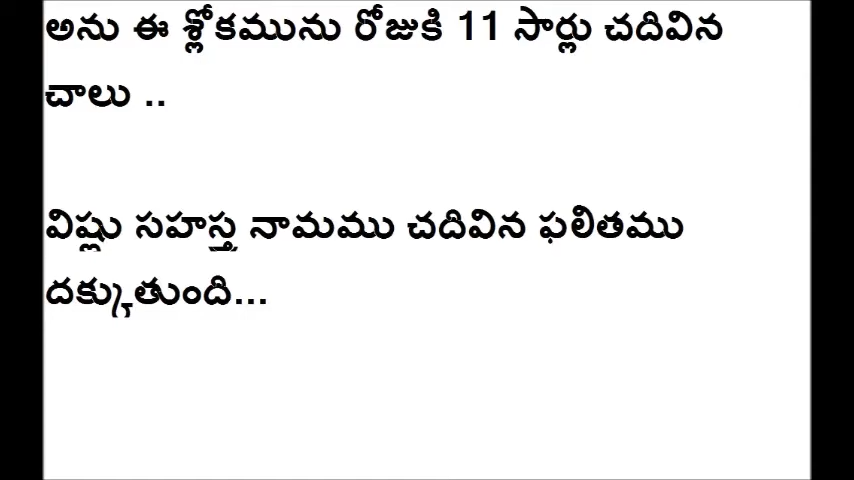 అను ఈ శ్లోకమును రోజుకి 11 సార్లు చదివిన
చాలు ..
విష్ణు సహస్త్ర నామము చదివిన ఫలితము
దక్కుతుంది...